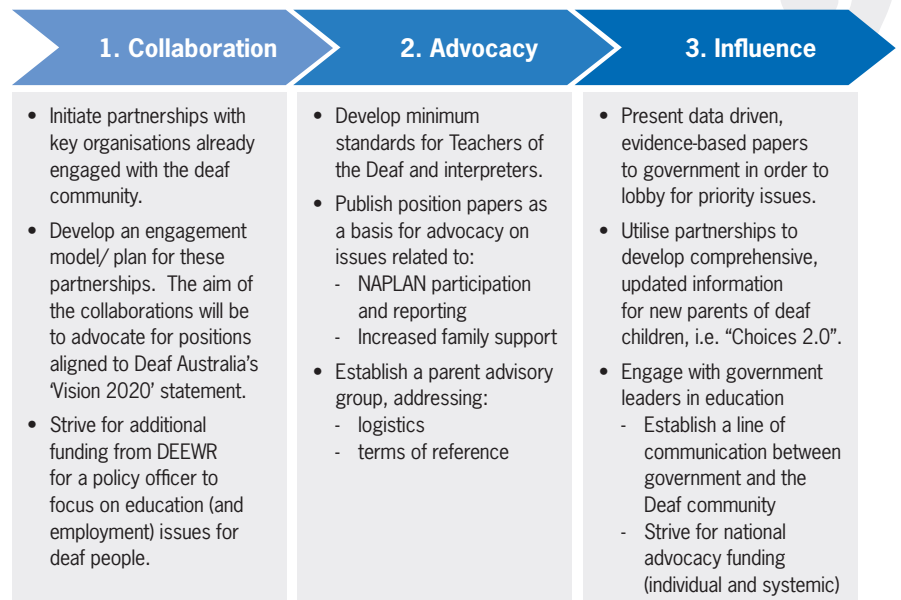 1. Collaboration
2. Advocacy
3. Influence
• Initiate partnerships with
key organisations already
engaged with the deaf
community.
• Develop an engagement
model/ plan for these
partnerships.  The aim of
the collaborations will be
to advocate for positions
aligned to Deaf Australia’s
‘Vision 2020’ statement.
• Strive for additional
funding from DEEWR
for a policy officer to
focus on education (and
employment) issues for
deaf people.
• Develop minimum
standards for Teachers of
the Deaf and interpreters.
• Publish position papers as
a basis for advocacy on
issues related to:
- NAPLAN participation
and reporting
- Increased family support
• Establish a parent advisory
group, addressing:
- logistics
- terms of reference
• Present data driven,
evidence-based papers
to government in order to
lobby for priority issues.
• Utilise partnerships to
develop comprehensive,
updated information
for new parents of deaf
children, i.e. “Choices 2.0”.
• Engage with government
leaders in education
- Establish a line of
communication between
government and the
Deaf community
- Strive for national
advocacy funding
(individual and systemic)